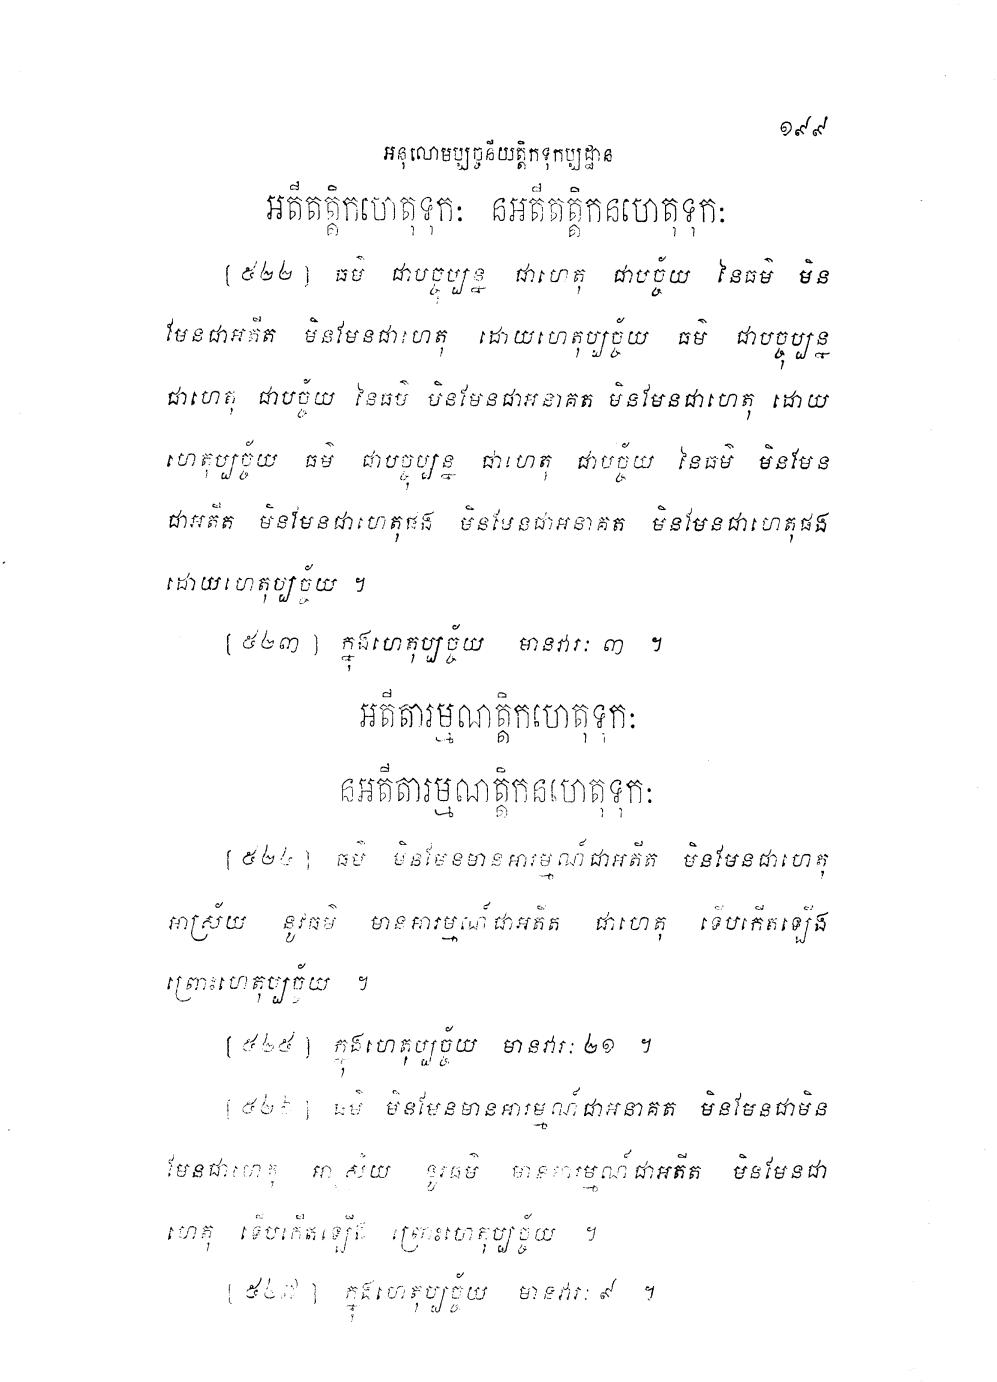 ១៩៩
អនុលោមប្បច្ចនីយត្តិកទុកប្បដ្ឋាន
អតីតត្តិកហេតុទុកៈ នអតីតត្តិកនហេតុទុកៈ
[៥២២] ធម៌ ជាបច្ចុប្បន្ន ជាហេតុ ជាបច្ច័យ នៃធម៌ មិន
មែនជាអតីត មិនមែនជាហេតុ ដោយហេតុប្បច្ច័យ ធម៌ ជាបច្ចុប្បន្ន
ជាហេតុ ជាបច្ច័យ នៃធម៌ មិនមែនជាអនាគត មិនមែនជាហេតុ ដោយ
ហេតុប្បច្ច័យ ធម៌ ជាបច្ចុប្បន្ន ជាហេតុ ជាបច្ច័យ នៃធម៌ មិនមែន
ជាអតីត មិនមែនជាហេតុផង មិនមែនជាអនាគត មិនមែនជាហេតុផង
ដោយហេតុប្បច្ច័យ ។
[៥២៣] ក្នុងហេតុប្បច្ច័យ មានវារៈ ៣ ។
អតីតារម្មណត្តិកហេតុទុកៈ
នអតីតារម្មណត្តិកនហេតុទុកៈ
[៥២៤] ធម៌ មិនមែនមានអារម្មណ៍ជាអតីត មិនមែនជាហេតុ
អាស្រ័យ នូវធម៌ មានអារម្មណ៍ជាអតីត ជាហេតុ ទើបកើតឡើង
ព្រោះហេតុប្បច្ច័យ ។
[៥២៥] ក្នុងហេតុប្បច្ច័យ មានវារៈ ២១ ។
[៥២៦] ធម៌ មិនមែនមានអារម្មណ៍ជាអនាគត មិនមែនជាមិន
មែនជាហេតុ អាស្រ័យ នូវធម៌ មានអារម្មណ៍ជាអតីត មិនមែនជា
ហេតុ ទើបកើតឡើង ព្រោះហេតុប្បច្ច័យ ។
[៥២៧] ក្នុងហេតុប្បច្ច័យ មានវារៈ ៩ ។